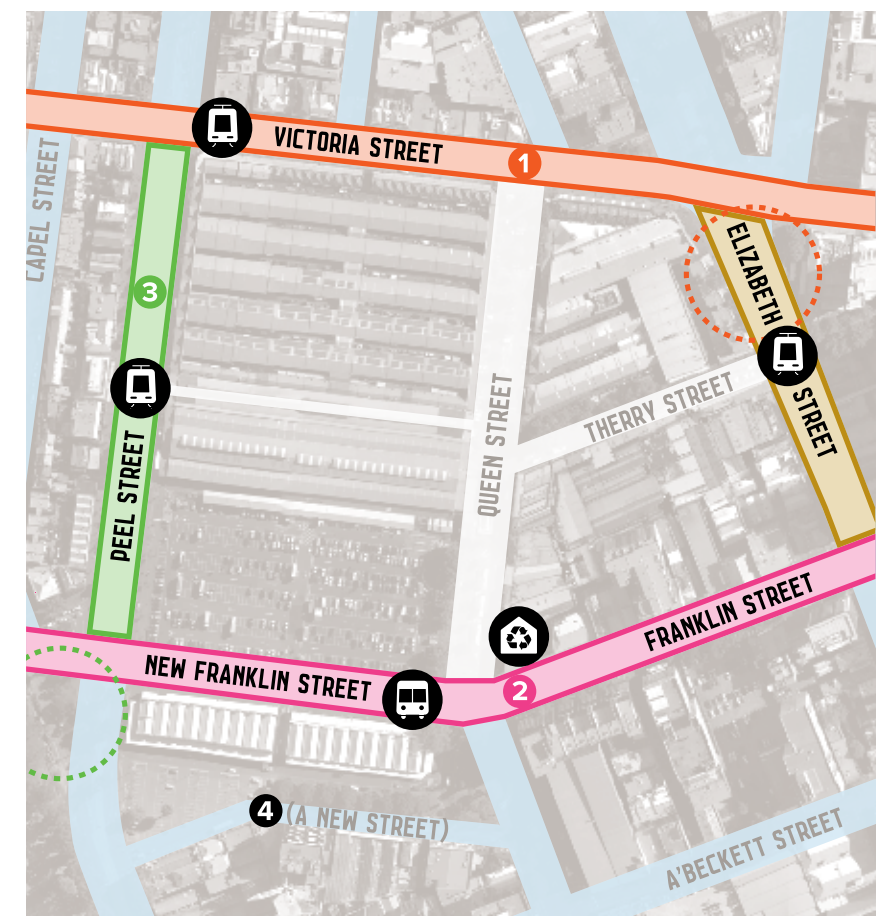 VICTORIA STREET
1
CAPEL STREET
ELIZABETH STREET
3
QUEEN STREET
THERRY STREET
PEEL STREET
FRANKLIN STREET
NEW FRANKLIN STREET
2
4 (A NEW STREET)
A'BECKETT STREET